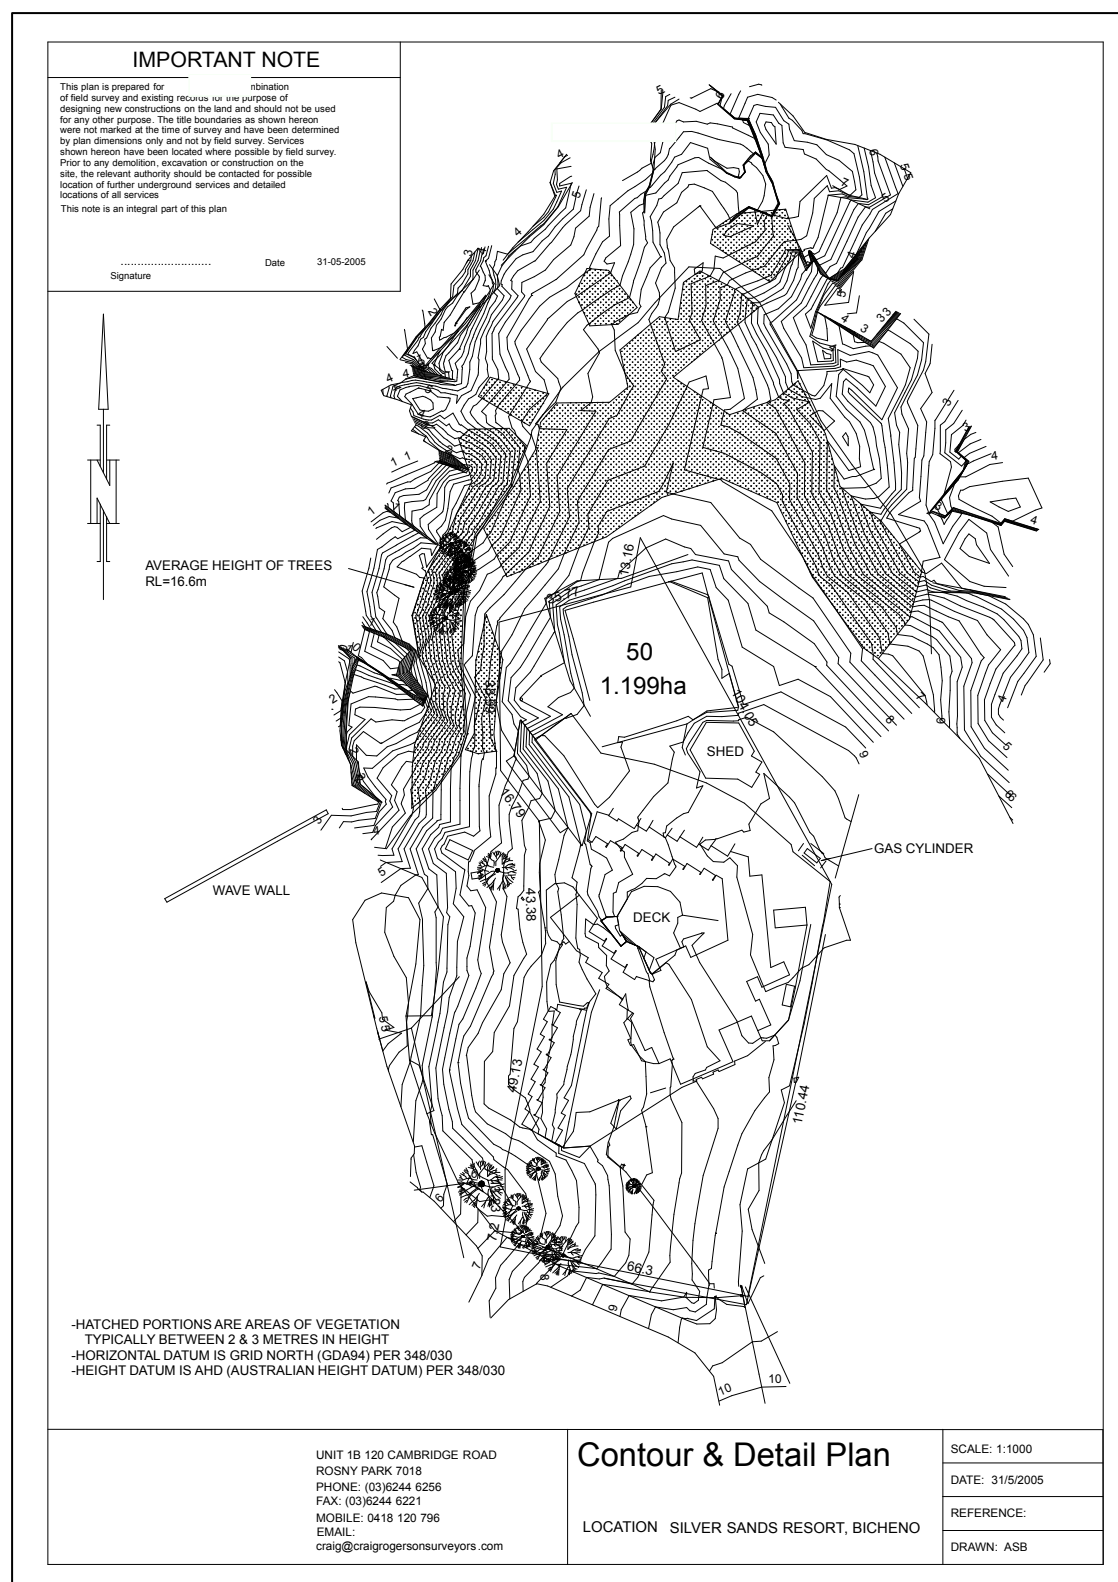 IMPORTANT NOTE
This plan is prepared for nbination
of field survey and existing records for the purpose of
designing new constructions on the land and should not be used
for any other purpose. The title boundaries as shown hereon
were not marked at the time of survey and have been determined
by plan dimensions only and not by field survey. Services
shown hereon have been located where possible by field survey.
Prior to any demolition, excavation or construction on the
site, the relevant authority should be contacted for possible
location of further underground services and detailed
locations of all services
This note is an integral part of this plan
Signature
Date 31-05-2005
N
AVERAGE HEIGHT OF TREES
RL=16.6m
13.16
50
1.199ha
104.05
SHED
16.79
GAS CYLINDER
WAVE WALL
43.38
DECK
49.13
110.44
66.3
10 10
-HATCHED PORTIONS ARE AREAS OF VEGETATION
TYPICALLY BETWEEN 2 & 3 METRES IN HEIGHT
-HORIZONTAL DATUM IS GRID NORTH (GDA94) PER 348/030
-HEIGHT DATUM IS AHD (AUSTRALIAN HEIGHT DATUM) PER 348/030
UNIT 1B 120 CAMBRIDGE ROAD
ROSNY PARK 7018
PHONE: (03)6244 6256
FAX: (03)6244 6221
MOBILE: 0418 120 796
EMAIL:
craig@craigrogersonsurveyors.com
Contour & Detail Plan
LOCATION SILVER SANDS RESORT, BICHENO
SCALE: 1:1000
DATE: 31/5/2005
REFERENCE:
DRAWN: ASB